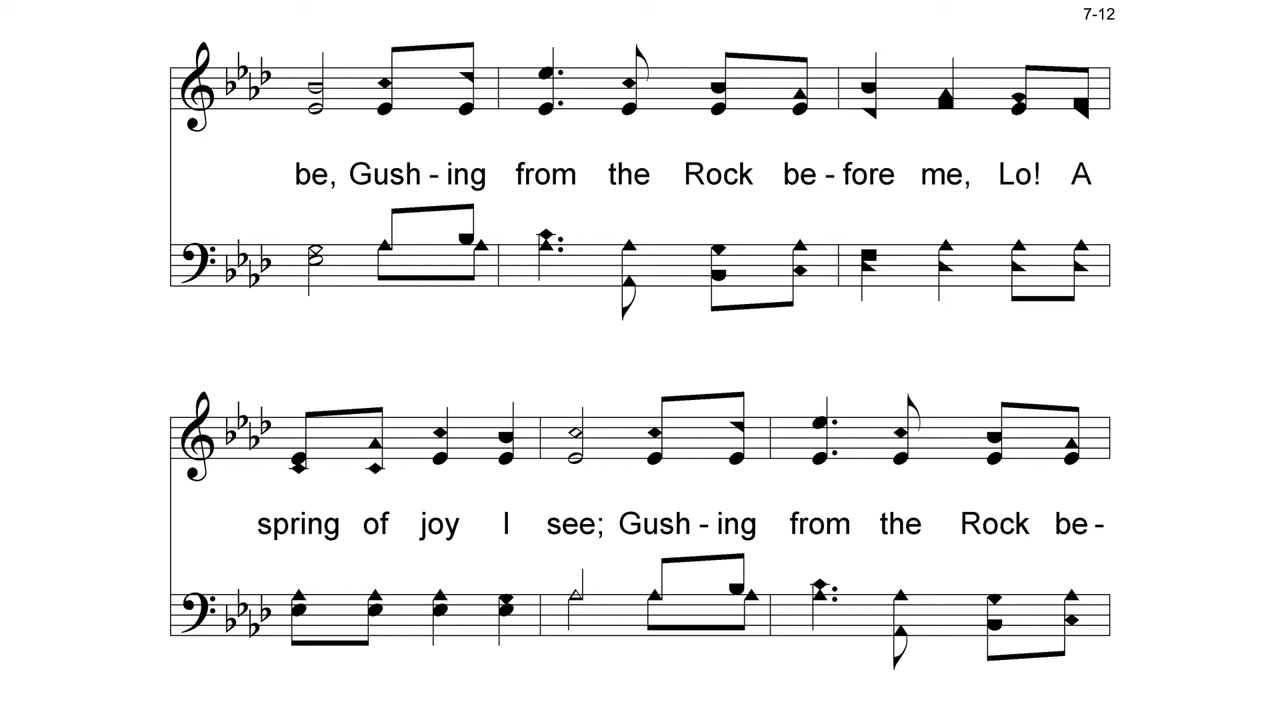 7-12
be, Gush - ing from the Rock be - fore me, Lo! A
spring of joy I see; Gush - ing from the Rock be -